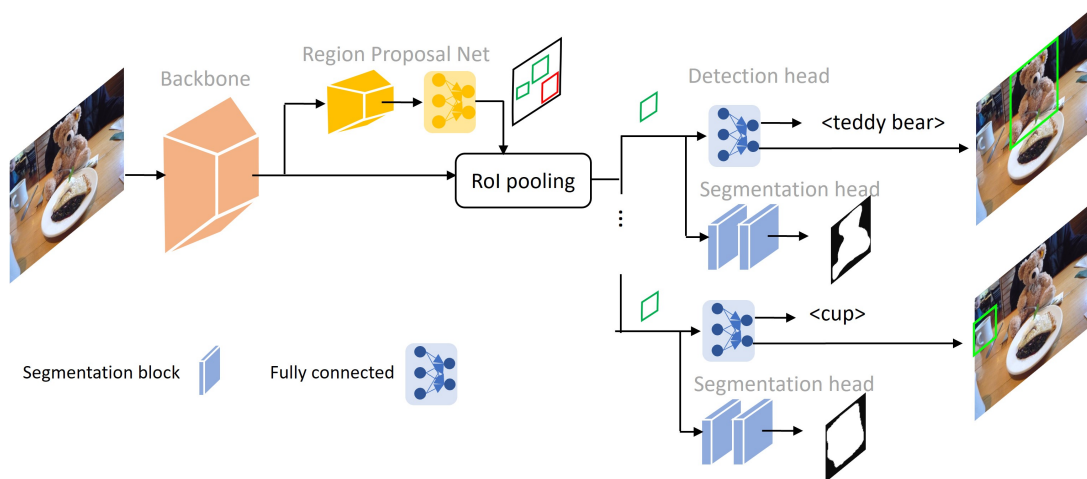 Region Proposal Net
Backbone
Detection head
<teddy bear>
RoI pooling
Segmentation head
...
<cup>
Segmentation block
Fully connected
Segmentation head